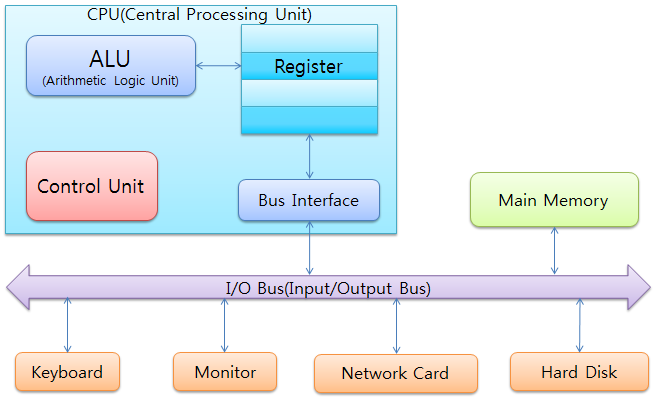 CPU(Central Processing Unit)
ALU
(Arithmetic Logic Unit)
Register
Control Unit
Bus Interface
Main Memory
I/O Bus(Input/Output Bus)
Keyboard
Monitor
Network Card
Hard Disk